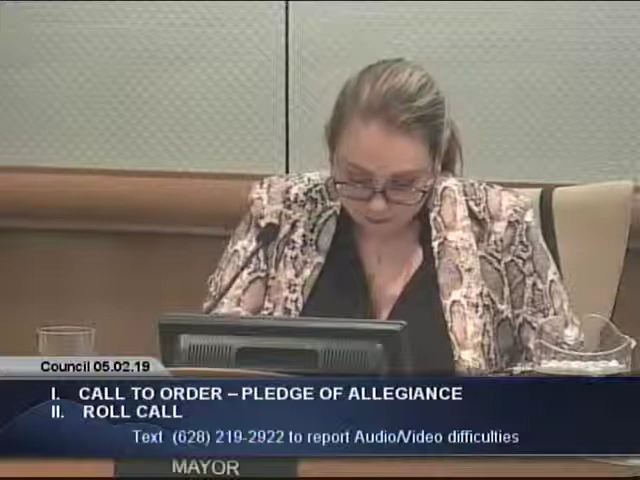 Council 05.02.19
I. CALL TO ORDER – PLEDGE OF ALLEGIANCE
II. ROLL CALL
Text (628) 219-2922 to report Audio/Video difficulties
MAYOR